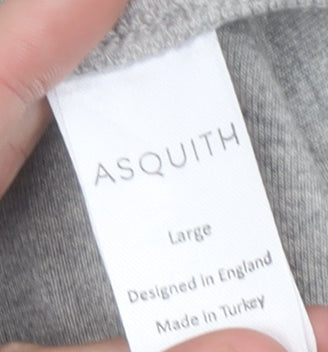 ASQUITH
Large
Designed in England
Made in Turkey